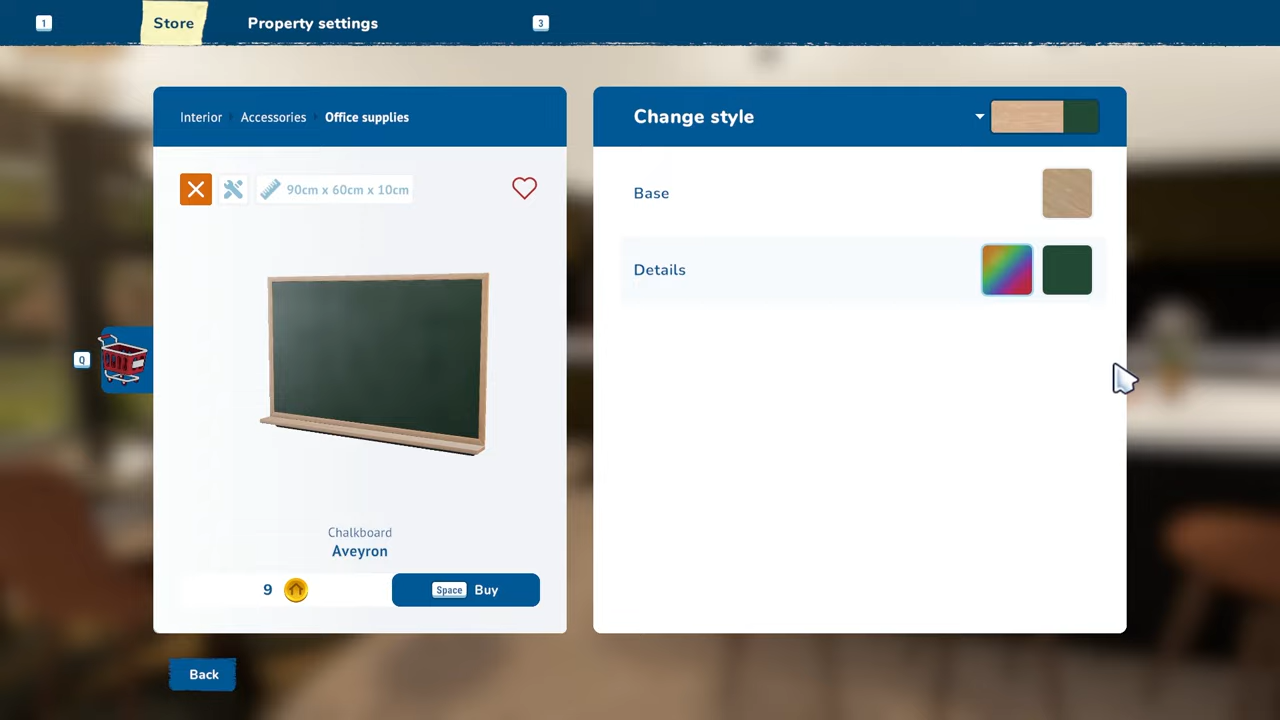 1 Store Property settings 3
Interior Accessories Office supplies
Change style
90cm x 60cm x 10cm
Base
Details
Q
Chalkboard
Aveyron
9 Space Buy
Back